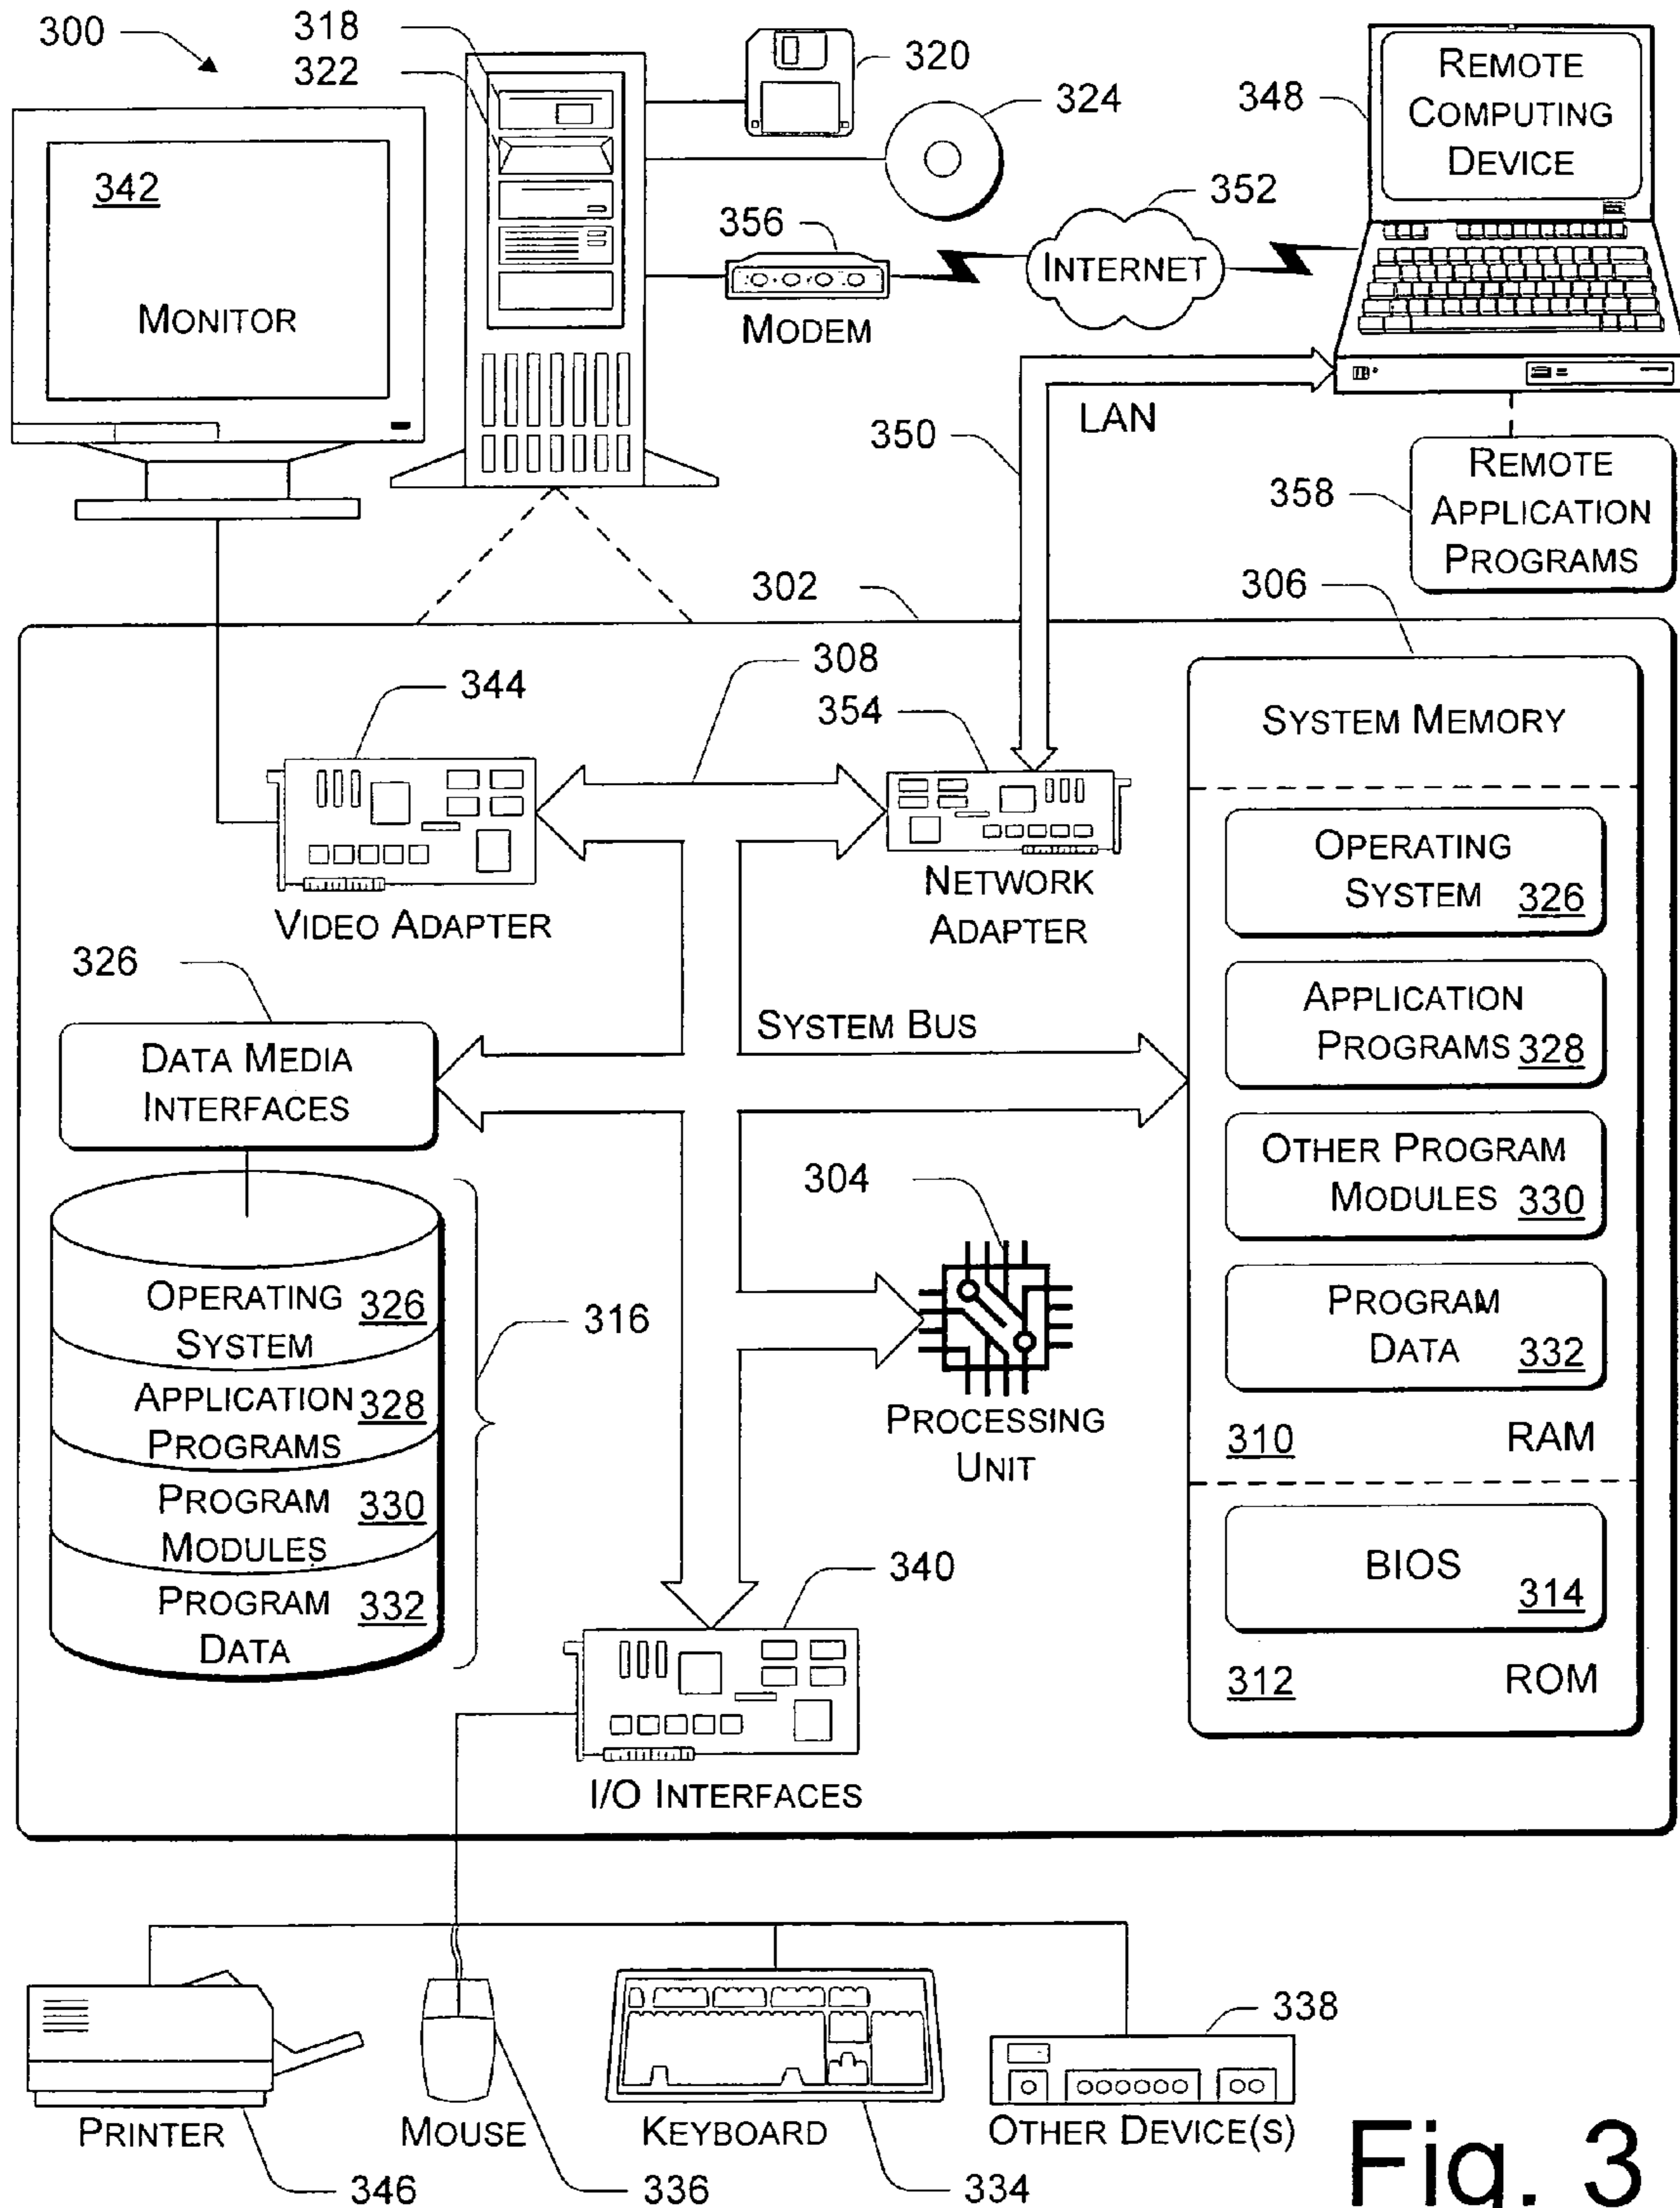 300
318
322
320
324
348
REMOTE
COMPUTING
DEVICE
342
MONITOR
356
MODEM
352
INTERNET
350
LAN
358
REMOTE
APPLICATION
PROGRAMS
302
306
308
344
354
VIDEO ADAPTER
NETWORK
ADAPTER
SYSTEM MEMORY
OPERATING
SYSTEM 326
APPLICATION
PROGRAMS 328
OTHER PROGRAM
MODULES 330
PROGRAM
DATA 332
310 RAM
BIOS 314
312 ROM
326
DATA MEDIA
INTERFACES
SYSTEM BUS
304
PROCESSING
UNIT
OPERATING 326
SYSTEM
APPLICATION 328
PROGRAMS
PROGRAM 330
MODULES
PROGRAM 332
DATA
316
340
I/O INTERFACES
338
PRINTER
MOUSE
KEYBOARD
OTHER DEVICE(S)
346
336
334
Fig. 3